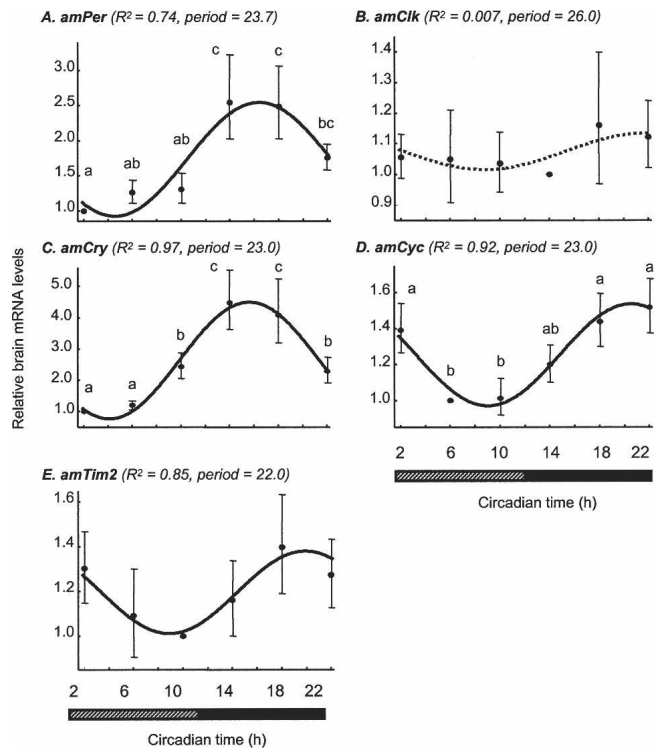 A. amPer (R² = 0.74, period = 23.7)
3.0
2.5
1.5
1.0
a
ab
ab
c
c
bc
B. amClk (R² = 0.007, period = 26.0)
1.4
1.3
1.2
1.1
1.0
0.9
C. amCry (R² = 0.97, period = 23.0)
5.0
4.0
3.0
2.0
1.0
a
a
b
c
c
b
D. amCyc (R² = 0.92, period = 23.0)
1.6
1.4
1.2
1.0
a
b
b
ab
a
a
2 6 10 14 18 22
Circadian time (h)
Relative brain mRNA levels
E. amTim2 (R² = 0.85, period = 22.0)
1.6
1.4
1.2
1.0
2 6 10 14 18 22
Circadian time (h)